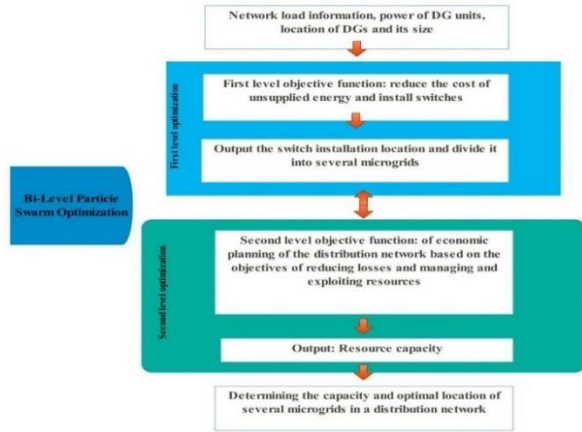 Network load information, power of DG units,
location of DGs and its size
First level optimization
First level objective function: reduce the cost of
unsupplied energy and install switches
Output the switch installation location and divide it
into several microgrids
Bi-Level Particle
Swarm Optimization
Second level optimization
Second level objective function: of economic
planning of the distribution network based on the
objectives of reducing losses and managing and
exploiting resources
Output: Resource capacity
Determining the capacity and optimal location of
several microgrids in a distribution network